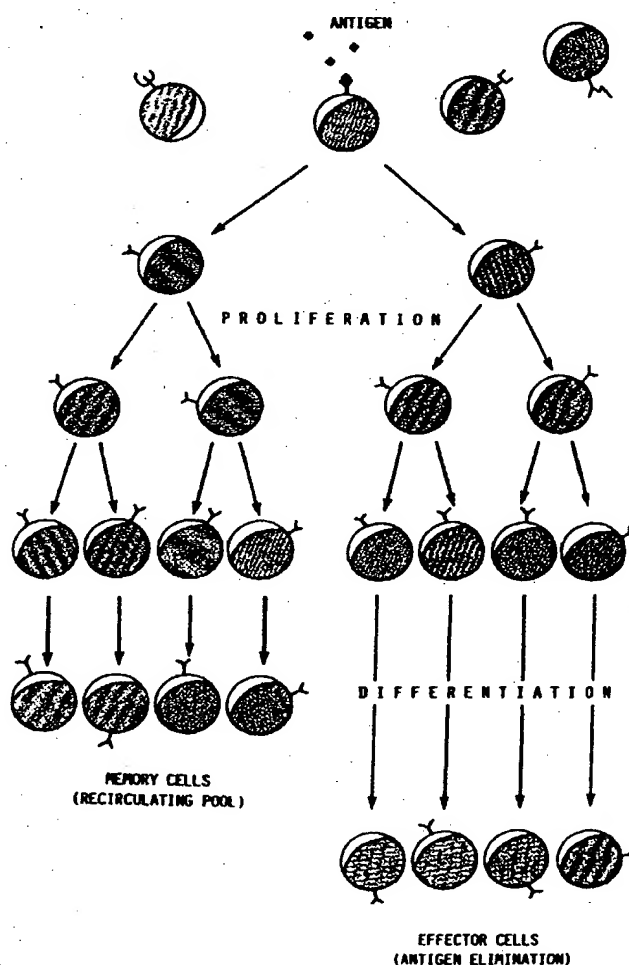 ANTIGEN
PROLIFERATION
DIFFERENTIATION
MEMORY CELLS
(RECIRCULATING POOL)
EFFECTOR CELLS
(ANTIGEN ELIMINATION)